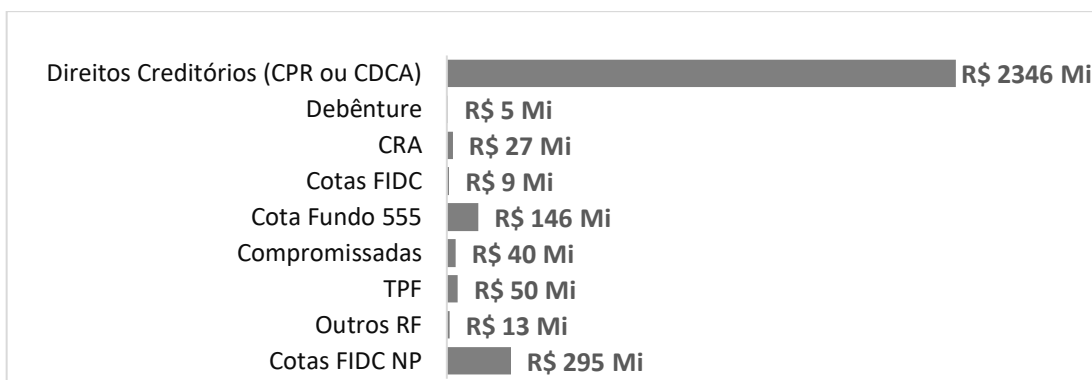 Direitos Creditórios (CPR ou CDCA) R$ 2346 Mi
Debênture R$ 5 Mi
CRA R$ 27 Mi
Cotas FIDC R$ 9 Mi
Cota Fundo 555 R$ 146 Mi
Compromissadas R$ 40 Mi
TPF R$ 50 Mi
Outros RF R$ 13 Mi
Cotas FIDC NP R$ 295 Mi